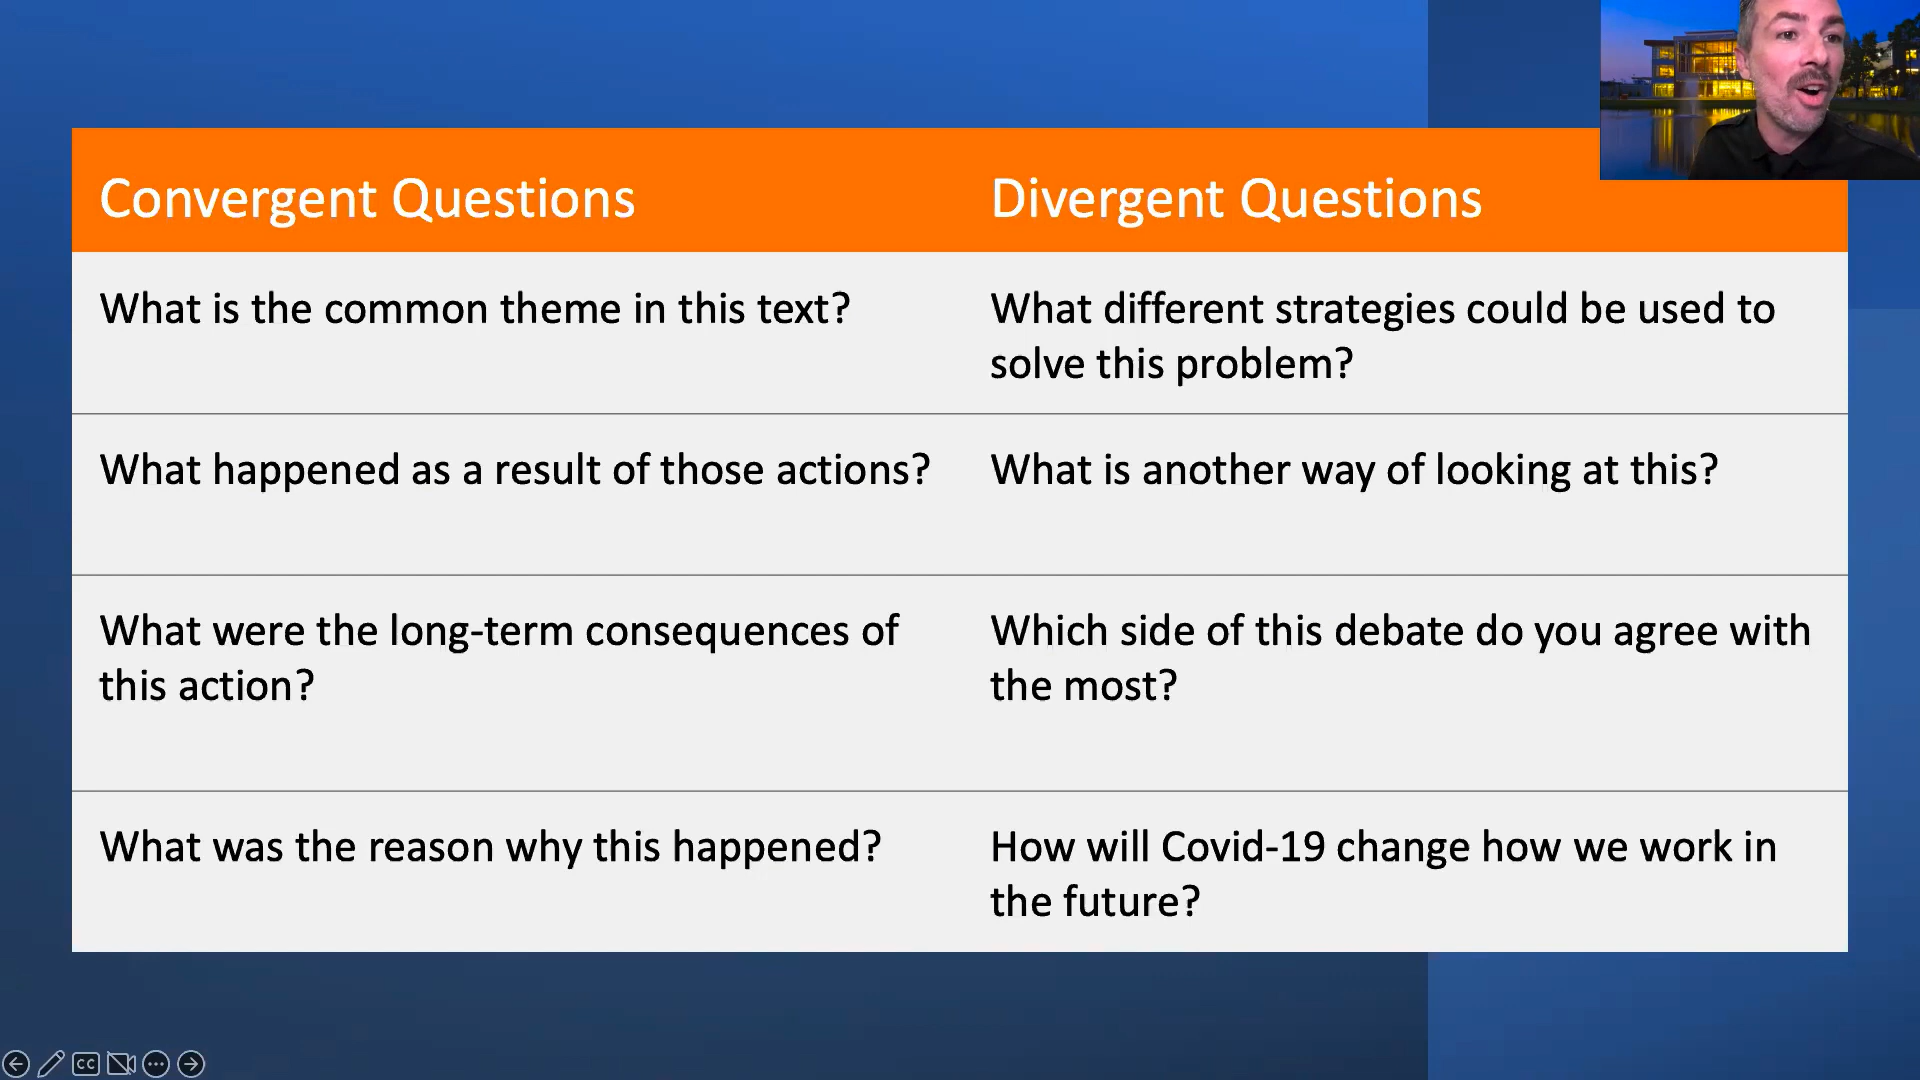 Convergent Questions
Divergent Questions
What is the common theme in this text?
What different strategies could be used to
solve this problem?
What happened as a result of those actions?
What is another way of looking at this?
What were the long-term consequences of
this action?
Which side of this debate do you agree with
the most?
What was the reason why this happened?
How will Covid-19 change how we work in
the future?
CC